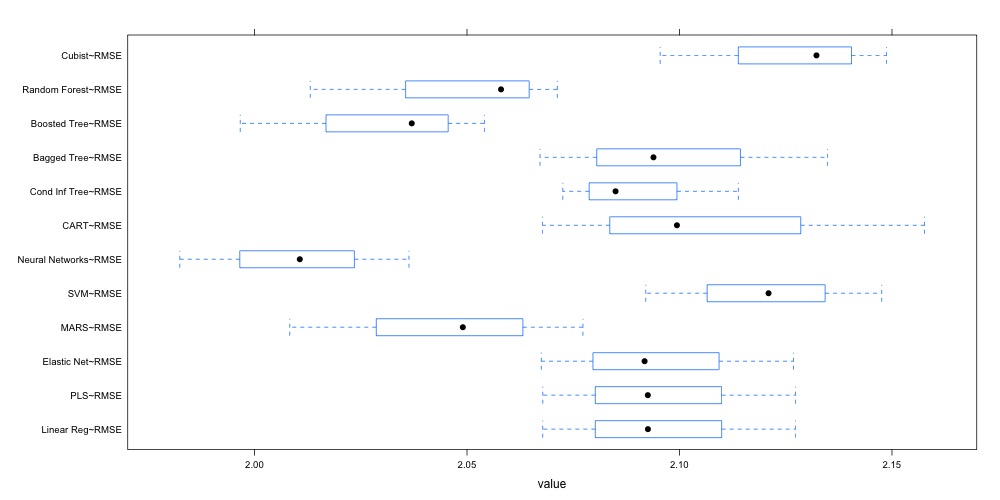 Cubist~RMSE
Random Forest~RMSE
Boosted Tree~RMSE
Bagged Tree~RMSE
Cond Inf Tree~RMSE
CART~RMSE
Neural Networks~RMSE
SVM~RMSE
MARS~RMSE
Elastic Net~RMSE
PLS~RMSE
Linear Reg~RMSE
2.00 2.05 2.10 2.15
value